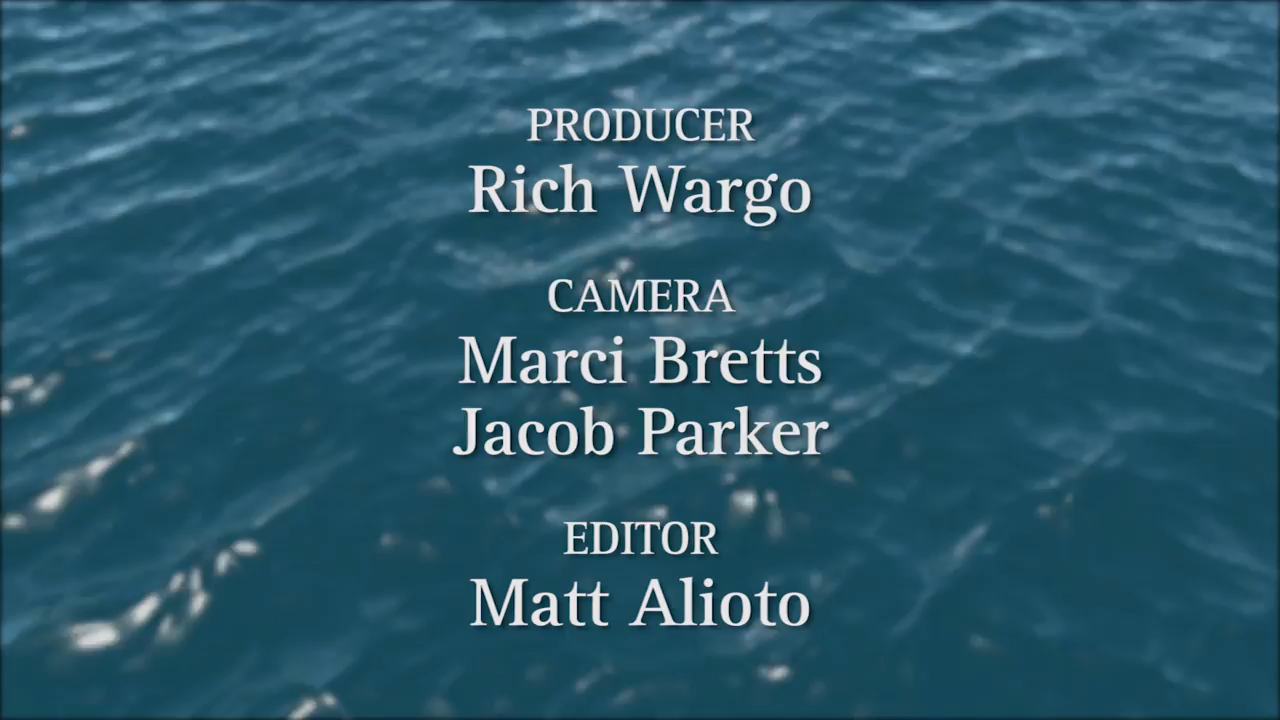 PRODUCER
Rich Wargo
CAMERA
Marci Bretts
Jacob Parker
EDITOR
Matt Alioto